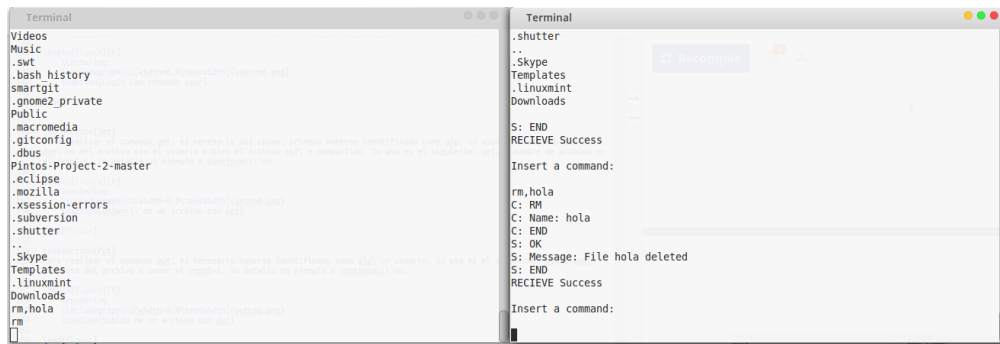 Terminal
Videos
Music
.swt
.bash_history
smartgit
.gnome2_private
Public
.macromedia
.gitconfig
.dbus
Pintos-Project-2-master
.eclipse
.mozilla
.xsession-errors
.subversion
.shutter
..
.Skype
Templates
.linuxmint
Downloads
rm,hola
rm
Terminal
.shutter
..
.Skype
Templates
.linuxmint
Downloads
S: END
RECIEVE Success
Insert a command:
rm,hola
C: RM
C: Name: hola
C: END
S: OK
S: Message: File hola deleted
S: END
RECIEVE Success
Insert a command:
Recompile